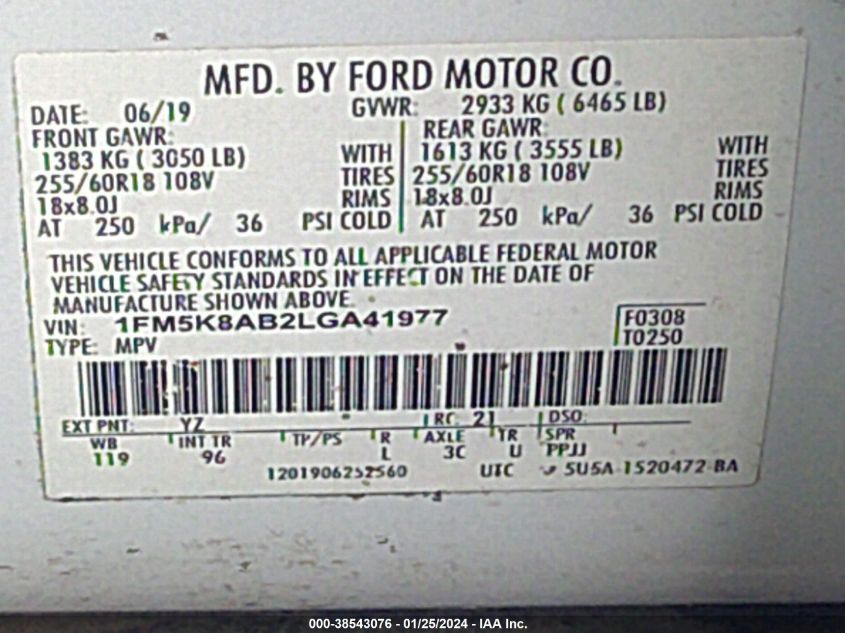 MFD. BY FORD MOTOR CO.
DATE: 06/19 GVWR: 2933 KG ( 6465 LB)
FRONT GAWR: REAR GAWR:
1383 KG ( 3050 LB) WITH 1613 KG ( 3555 LB) WITH
255/60R18 108V TIRES 255/60R18 108V TIRES
18x8.0J RIMS 18x8.0J RIMS
AT 250 kPa/ 36 PSI COLD AT 250 kPa/ 36 PSI COLD
THIS VEHICLE CONFORMS TO ALL APPLICABLE FEDERAL MOTOR
VEHICLE SAFETY STANDARDS IN EFFECT ON THE DATE OF
MANUFACTURE SHOWN ABOVE.
VIN: 1FM5K8AB2LGA41977 F0308
TYPE: MPV T0250
EXT PNT: YZ RC: 21 DSO:
WB INT TR TP/PS R AXLE TR SPR
119 96 L 3C U PPJJ
1201906252560 UTC 5U5A-1520472-BA
000-38543076 - 01/25/2024 - IAA Inc.